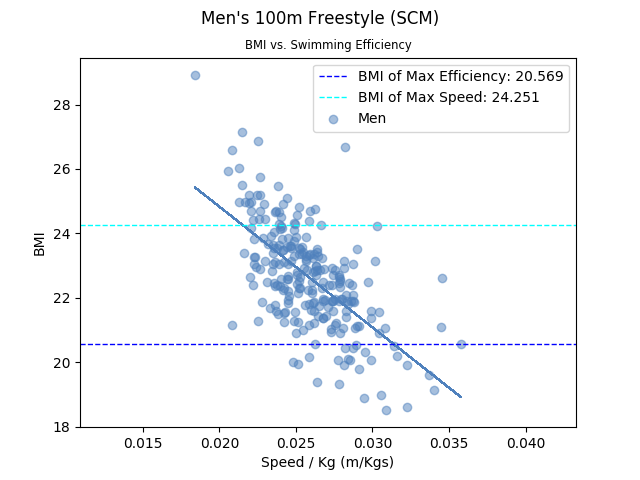 Men's 100m Freestyle (SCM)
BMI vs. Swimming Efficiency
BMI of Max Efficiency: 20.569
BMI of Max Speed: 24.251
Men
28
26
24
22
20
18
BMI
0.015 0.020 0.025 0.030 0.035 0.040
Speed / Kg (m/Kgs)